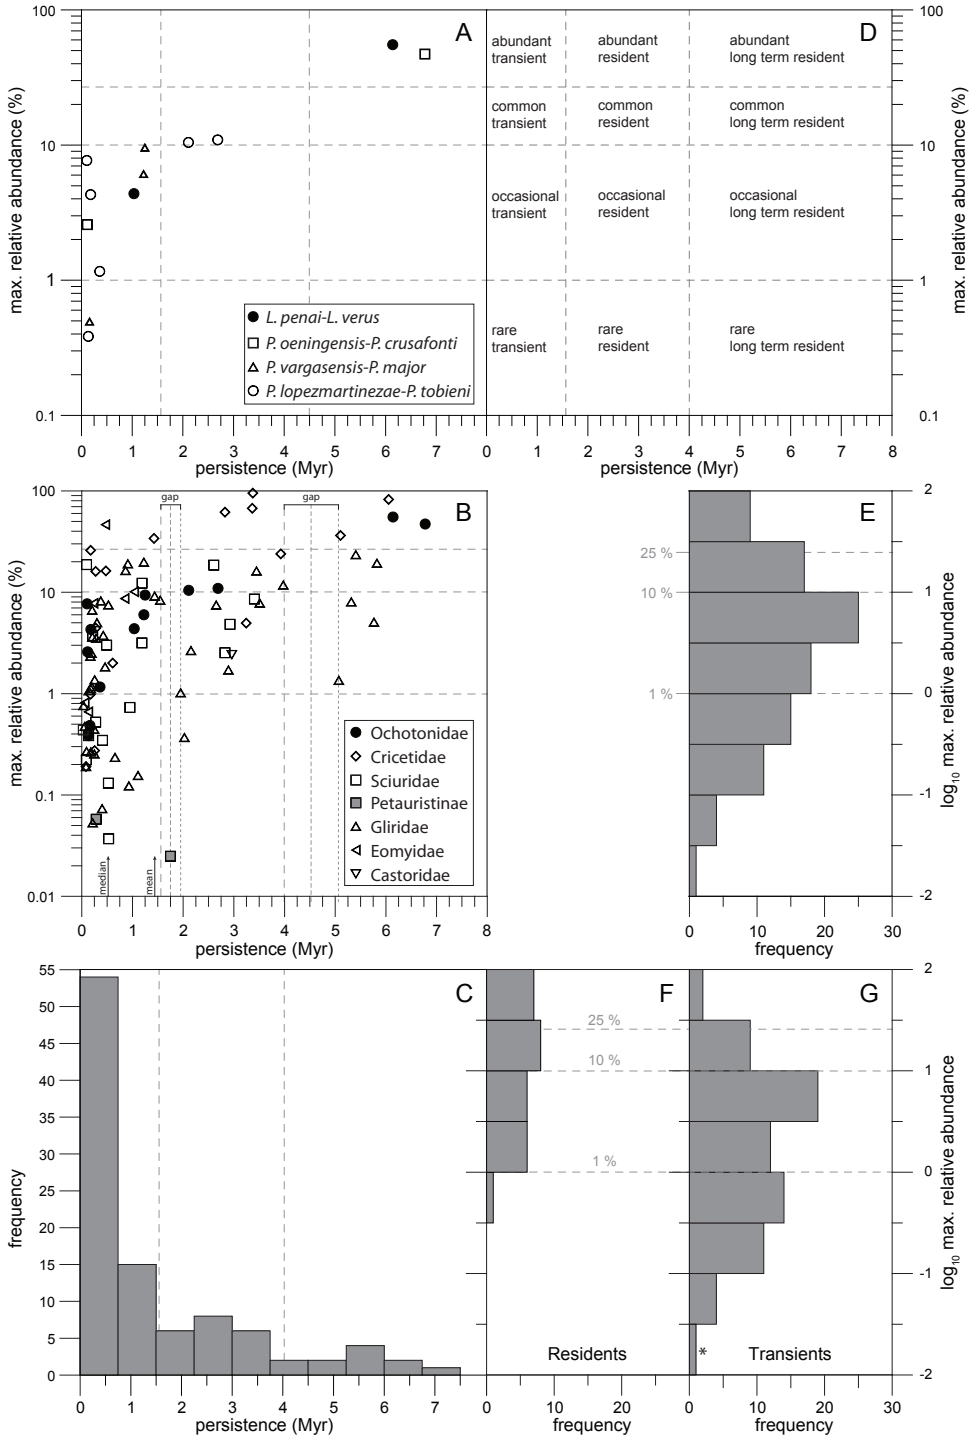 A
100
10
1
0.1
max. relative abundance (%)
L. penai-L. verus
P. oeningensis-P. crusafonti
P. vargasensis-P. major
P. lopezmartinezae-P. tobieni
0 1 2 3 4 5 6 7
persistence (Myr)
D
abundant transient
abundant resident
abundant long term resident
common transient
common resident
common long term resident
occasional transient
occasional resident
occasional long term resident
rare transient
rare resident
rare long term resident
100
10
1
0.1
max. relative abundance (%)
0 1 2 3 4 5 6 7 8
persistence (Myr)
B
gap
gap
100
10
1
0.1
0.01
max. relative abundance (%)
median
mean
Ochotonidae
Cricetidae
Sciuridae
Petauristinae
Gliridae
Eomyidae
Castoridae
0 1 2 3 4 5 6 7 8
persistence (Myr)
E
25 %
10 %
1 %
2
1
0
-1
-2
log10 max. relative abundance
0 10 20 30
frequency
C
55
50
45
40
35
30
25
20
15
10
5
0
frequency
0 1 2 3 4 5 6 7
persistence (Myr)
F
25 %
10 %
1 %
Residents
0 10 20
frequency
G
*
Transients
2
1
0
-1
-2
log10 max. relative abundance
0 10 20 30
frequency